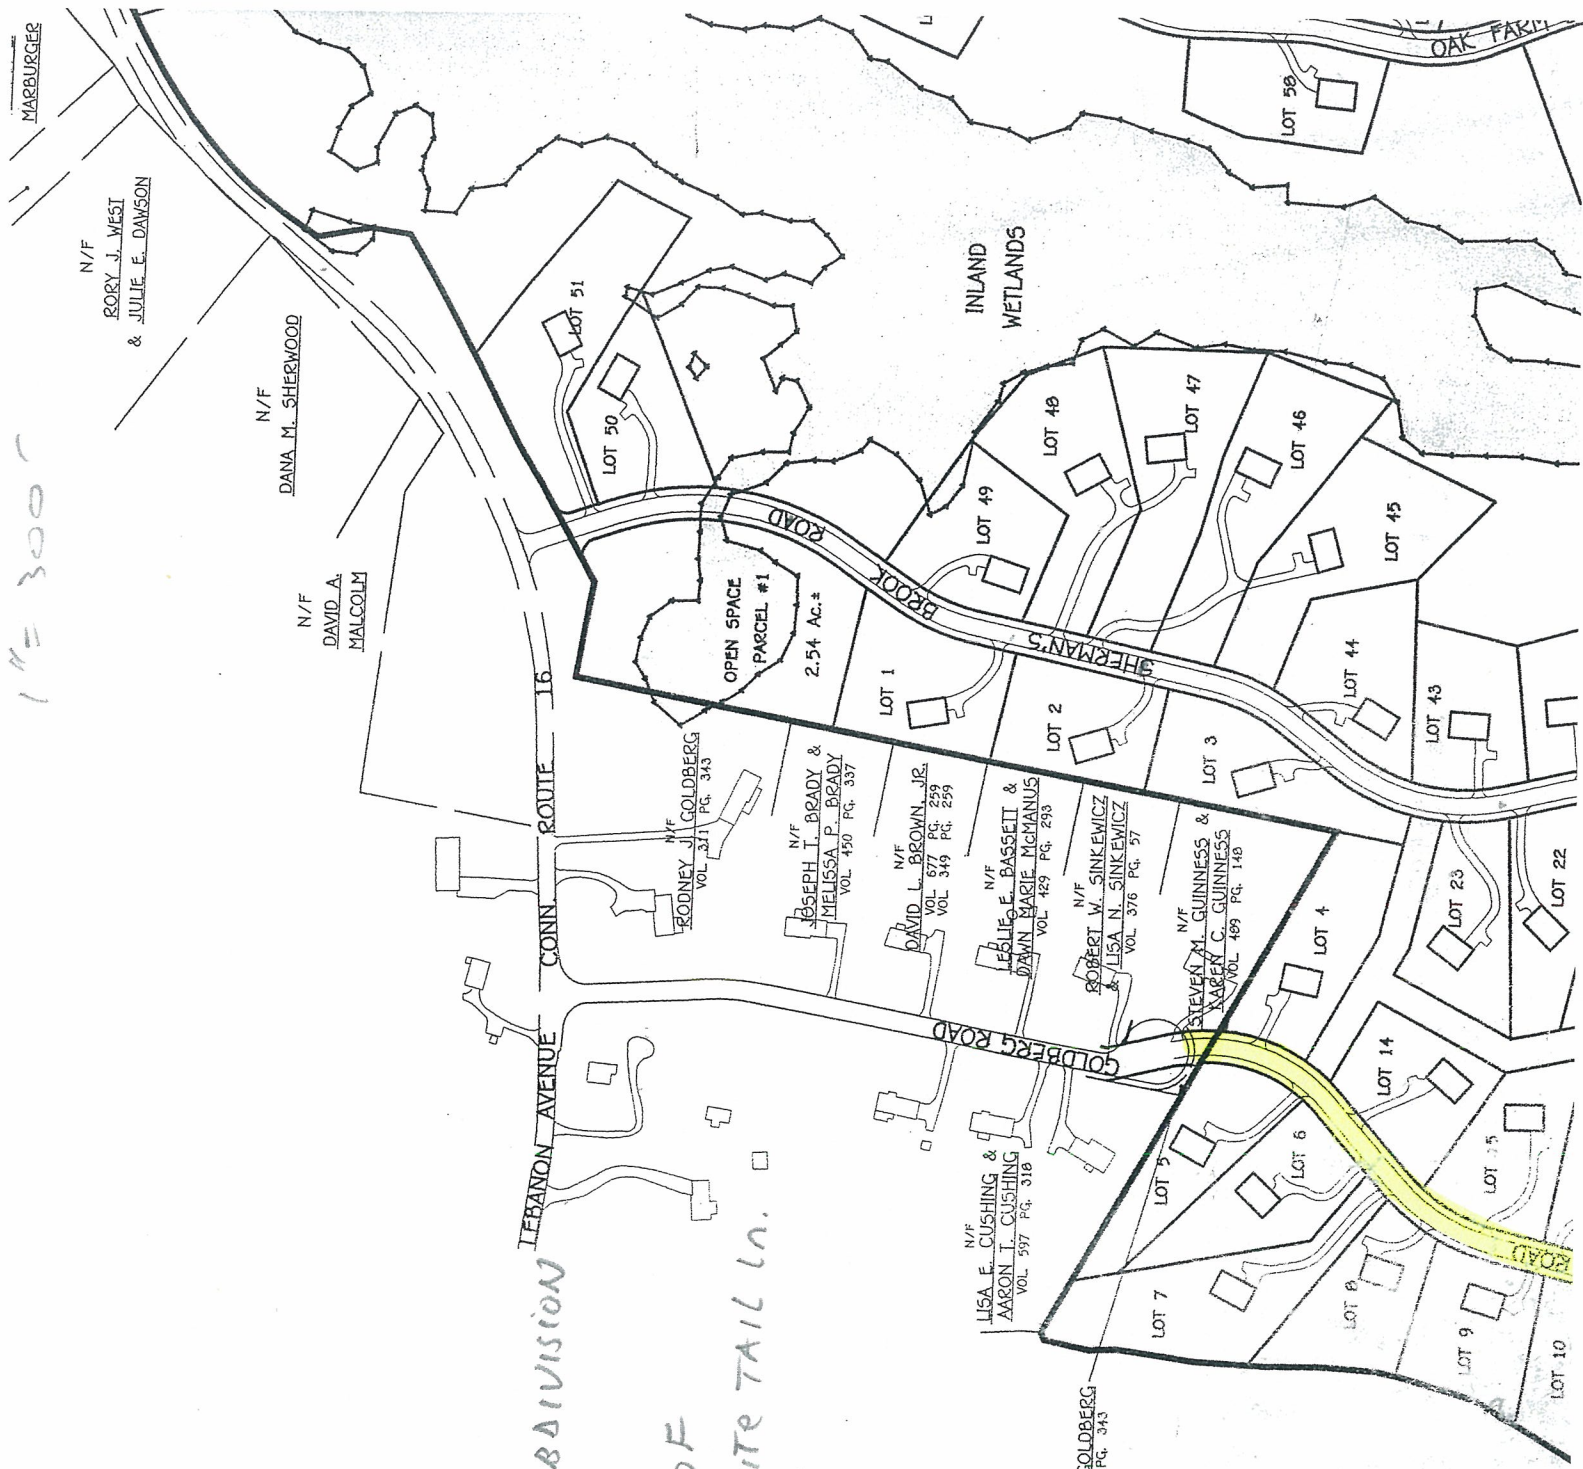 MARBURGER
N/F
RORY J. WEST
& JULIE E. DAWSON
N/F
DANA M. SHERWOOD
N/F
DAVID A.
MALCOLM
1"= 300'
OAK FARM
LOT 58
INLAND
WETLANDS
LOT 51
LOT 50
LOT 49
LOT 48
LOT 47
LOT 46
LOT 45
LOT 44
LOT 43
SHERMAN'S
BROOK
ROAD
OPEN SPACE
PARCEL #1
2.54 Ac.±
LOT 1
LOT 2
LOT 3
LOT 4
LOT 23
LOT 22
LEBANON AVENUE CONN. ROUTE 16
N/F
RODNEY J. GOLDBERG
VOL 311 PG. 343
N/F
JOSEPH T. BRADY &
MELISSA P. BRADY
VOL 450 PG. 337
N/F
DAVID L. BROWN, JR.
VOL 677 PG. 259
VOL 349 PG. 259
N/F
LESLIE E. BASSETT &
DAWN MARIE McMANUS
VOL 429 PG. 293
N/F
ROBERT W. SINKEWICZ
& LISA N. SINKEWICZ
VOL 376 PG. 57
N/F
STEVEN M. GUINNESS &
KAREN C. GUINNESS
VOL 489 PG. 148
GOLDBERG ROAD
N/F
LISA E. CUSHING &
AARON T. CUSHING
VOL 597 PG. 318
LOT 14
LOT 5
LOT 6
LOT 7
LOT 8
LOT 9
LOT 10
ROAD
GOLDBERG
PG. 343
BDIVISION
OF
ITE TAIL Ln.